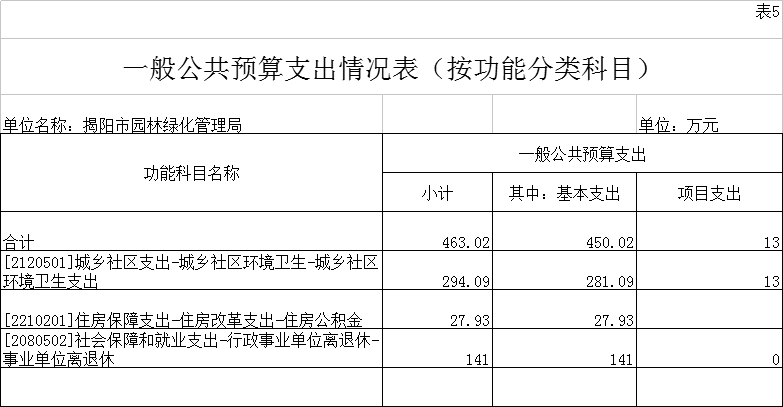 表5
一般公共预算支出情况表（按功能分类科目）
单位名称：揭阳市园林绿化管理局 单位：万元
功能科目名称 一般公共预算支出
小计 其中：基本支出 项目支出
合计 463.02 450.02 13
[2120501]城乡社区支出-城乡社区环境卫生-城乡社区
环境卫生支出 294.09 281.09 13
[2210201]住房保障支出-住房改革支出-住房公积金 27.93 27.93
[2080502]社会保障和就业支出-行政事业单位离退休-
事业单位离退休 141 141 0